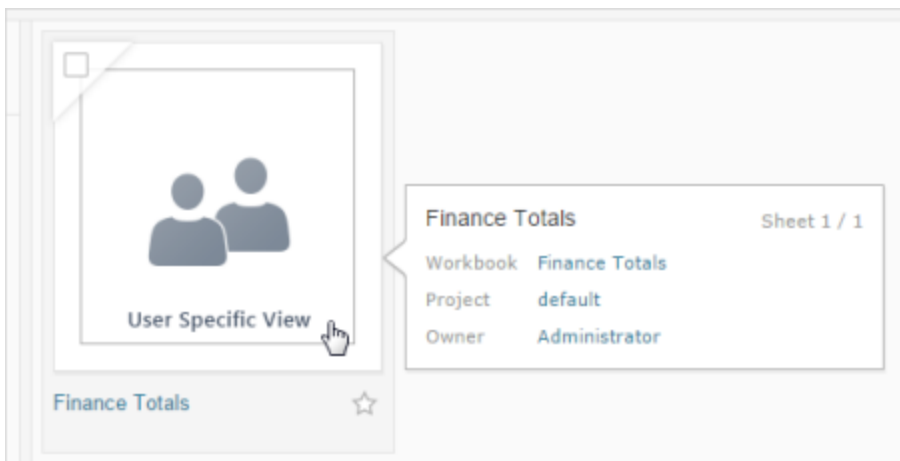 User Specific View
Finance Totals
Finance Totals Sheet 1 / 1
Workbook Finance Totals
Project default
Owner Administrator